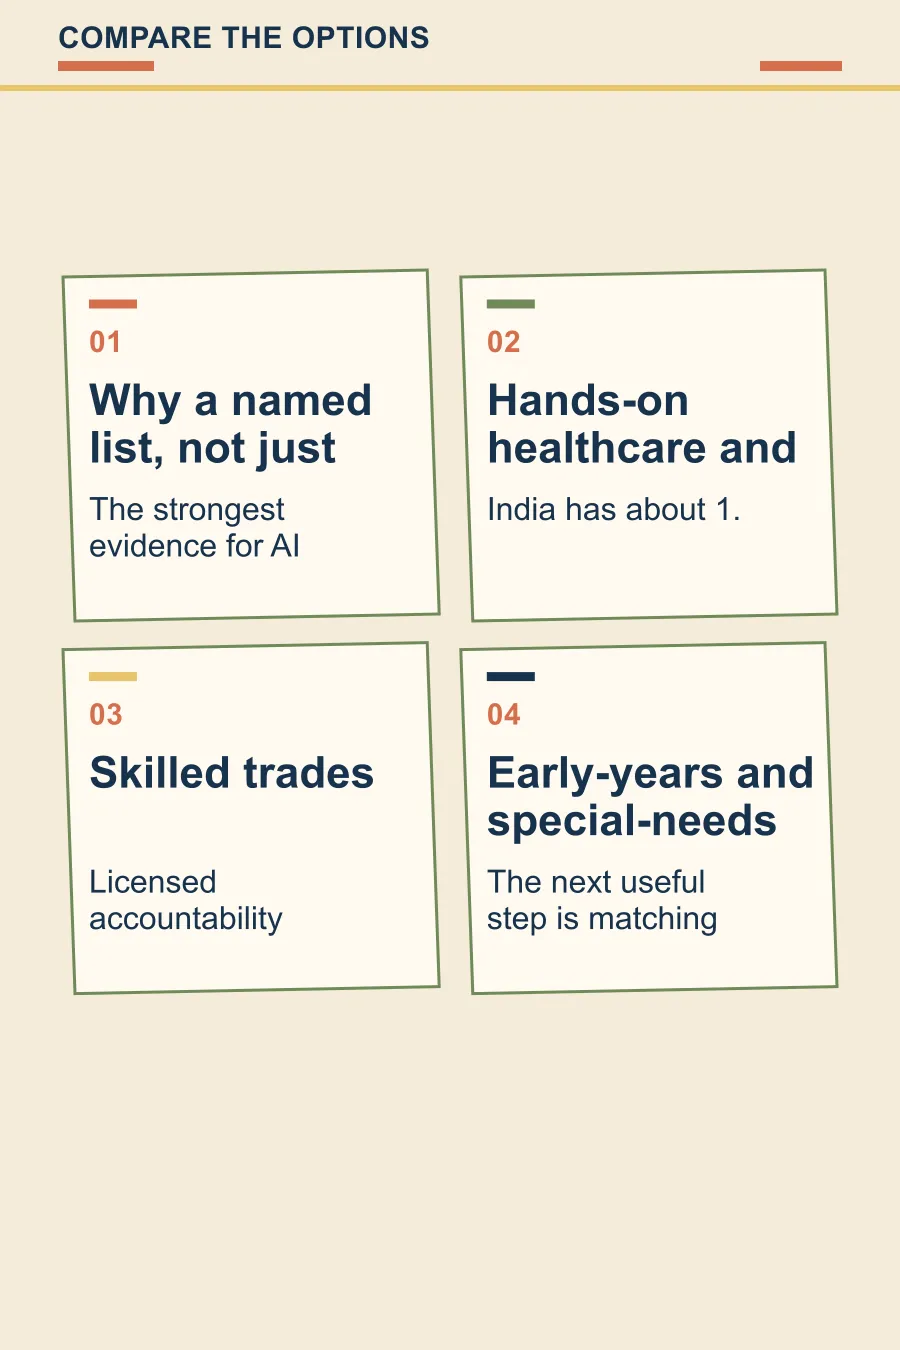 COMPARE THE OPTIONS
01
Why a named
list, not just
The strongest
evidence for AI
02
Hands-on
healthcare and
India has about 1.
03
Skilled trades
Licensed
accountability
04
Early-years and
special-needs
The next useful
step is matching